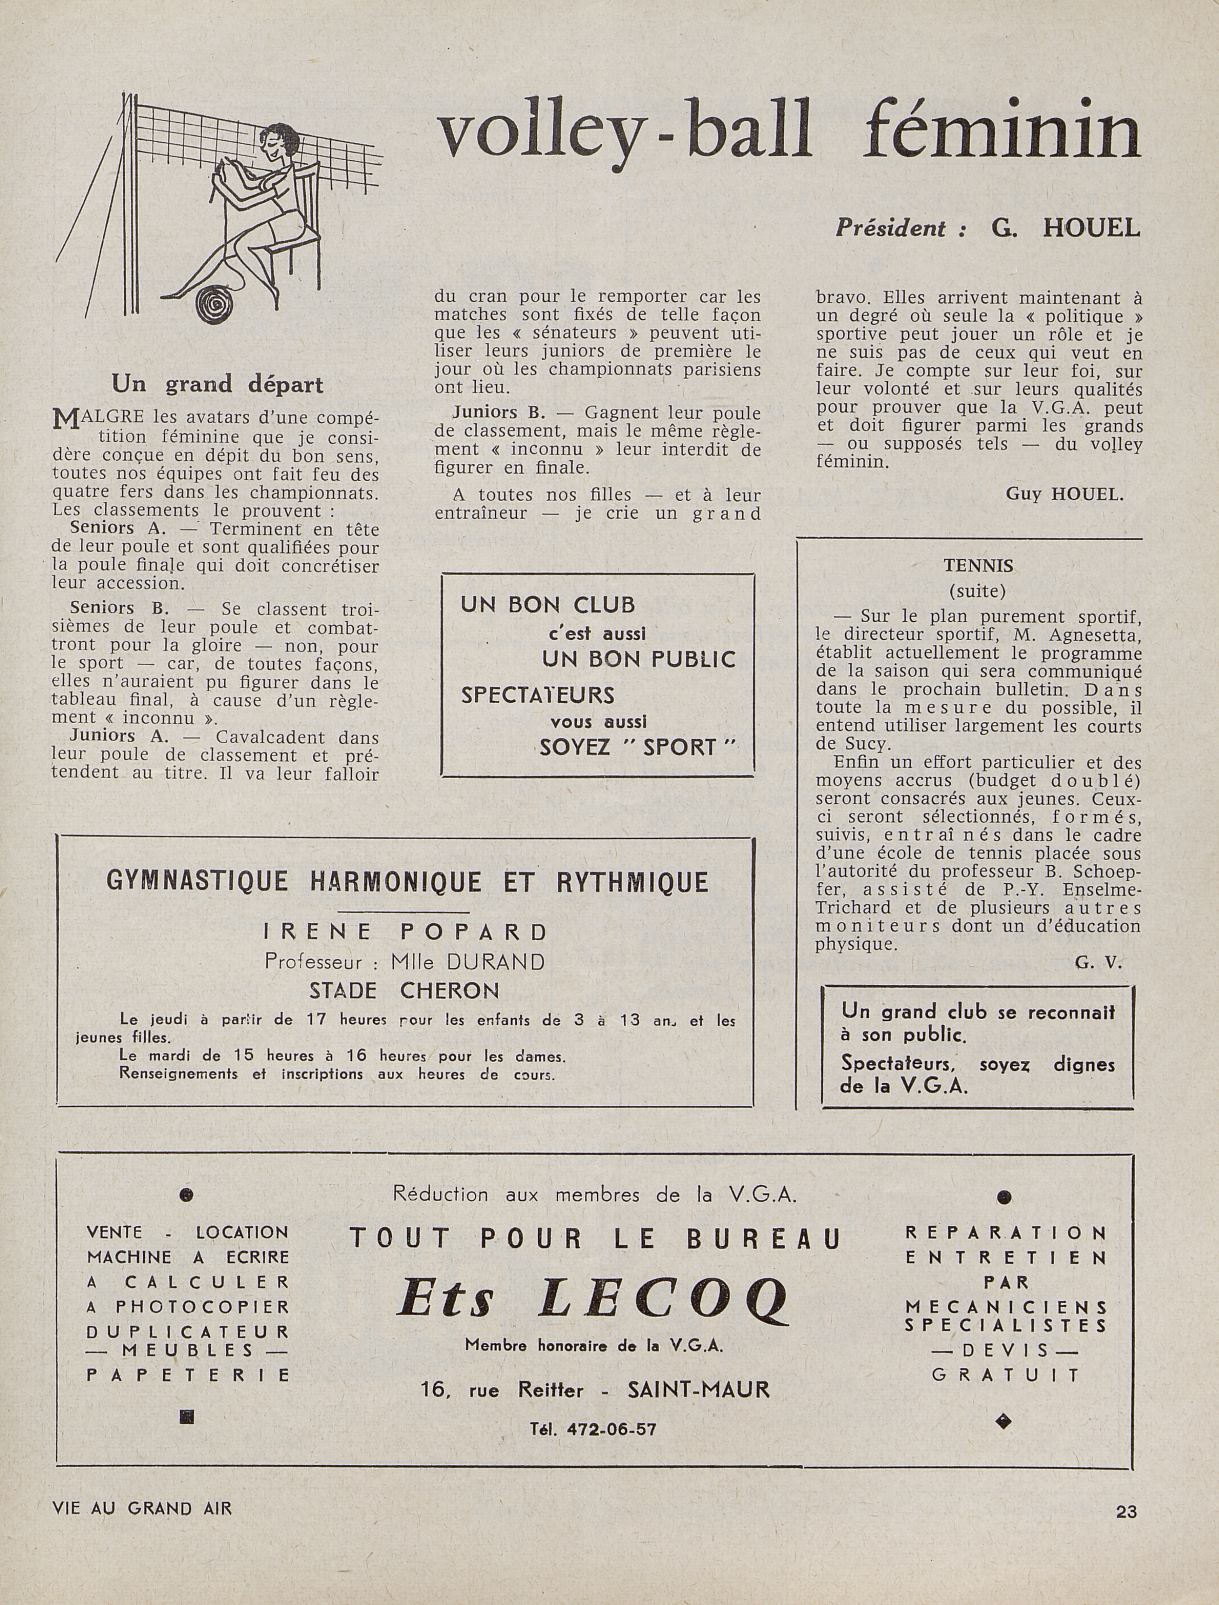 volley-ball féminin
Président : G. HOUEL
Un grand départ
MALGRE les avatars d'une compé-
tition féminine que je consi-
dère conçue en dépit du bon sens,
toutes nos équipes ont fait feu des
quatre fers dans les championnats.
Les classements le prouvent :
Seniors A. — Terminent en tête
de leur poule et sont qualifiées pour
la poule finale qui doit concrétiser
leur accession.
Seniors B. — Se classent troi-
sièmes de leur poule et combat-
tront pour la gloire — non, pour
le sport — car, de toutes façons,
elles n'auraient pu figurer dans le
tableau final, à cause d'un règle-
ment « inconnu ».
Juniors A. — Cavalcadent dans
leur poule de classement et pré-
tendent au titre. Il va leur falloir
du cran pour le remporter car les
matches sont fixés de telle façon
que les « sénateurs » peuvent uti-
liser leurs juniors de première le
jour où les championnats parisiens
ont lieu.
Juniors B. — Gagnent leur poule
de classement, mais le même règle-
ment « inconnu » leur interdit de
figurer en finale.
A toutes nos filles — et à leur
entraîneur — je crie un grand
bravo. Elles arrivent maintenant à
un degré où seule la « politique »
sportive peut jouer un rôle et je
ne suis pas de ceux qui veut en
faire. Je compte sur leur foi, sur
leur volonté et sur leurs qualités
pour prouver que la V.G.A. peut
et doit figurer parmi les grands
— ou supposés tels — du volley
féminin.
Guy HOUEL.
UN BON CLUB
c'est aussi
UN BON PUBLIC
SPECTATEURS
vous aussi
SOYEZ " SPORT "
TENNIS
(suite)
— Sur le plan purement sportif,
le directeur sportif, M. Agnesetta,
établit actuellement le programme
de la saison qui sera communiqué
dans le prochain bulletin. Dans
toute la mesure du possible, il
entend utiliser largement les courts
de Sucy.
Enfin un effort particulier et des
moyens accrus (budget doublé)
seront consacrés aux jeunes. Ceux-
ci seront sélectionnés, formés,
suivis, entraînés dans le cadre
d'une école de tennis placée sous
l'autorité du professeur B. Schoep-
fer, assisté de P.-Y. Enselme-
Trichard et de plusieurs autres
moniteurs dont un d'éducation
physique.
G. V.
Un grand club se reconnait
à son public.
Spectateurs, soyez dignes
de la V.G.A.
GYMNASTIQUE HARMONIQUE ET RYTHMIQUE
IRENE POPARD
Professeur : Mlle DURAND
STADE CHERON
Le jeudi à partir de 17 heures pour les enfants de 3 à 13 ans et les
jeunes filles.
Le mardi de 15 heures à 16 heures pour les dames.
Renseignements et inscriptions aux heures de cours.
VENTE - LOCATION
MACHINE A ECRIRE
A CALCULER
A PHOTOCOPIER
DUPLICATEUR
— MEUBLES —
PAPETERIE
Réduction aux membres de la V.G.A.
TOUT POUR LE BUREAU
Ets LECOQ
Membre honoraire de la V.G.A.
16, rue Reitter - SAINT-MAUR
Tél. 472-06-57
REPARATION
ENTRETIEN
PAR
MECANICIENS
SPECIALISTES
— DEVIS —
GRATUIT
VIE AU GRAND AIR
23